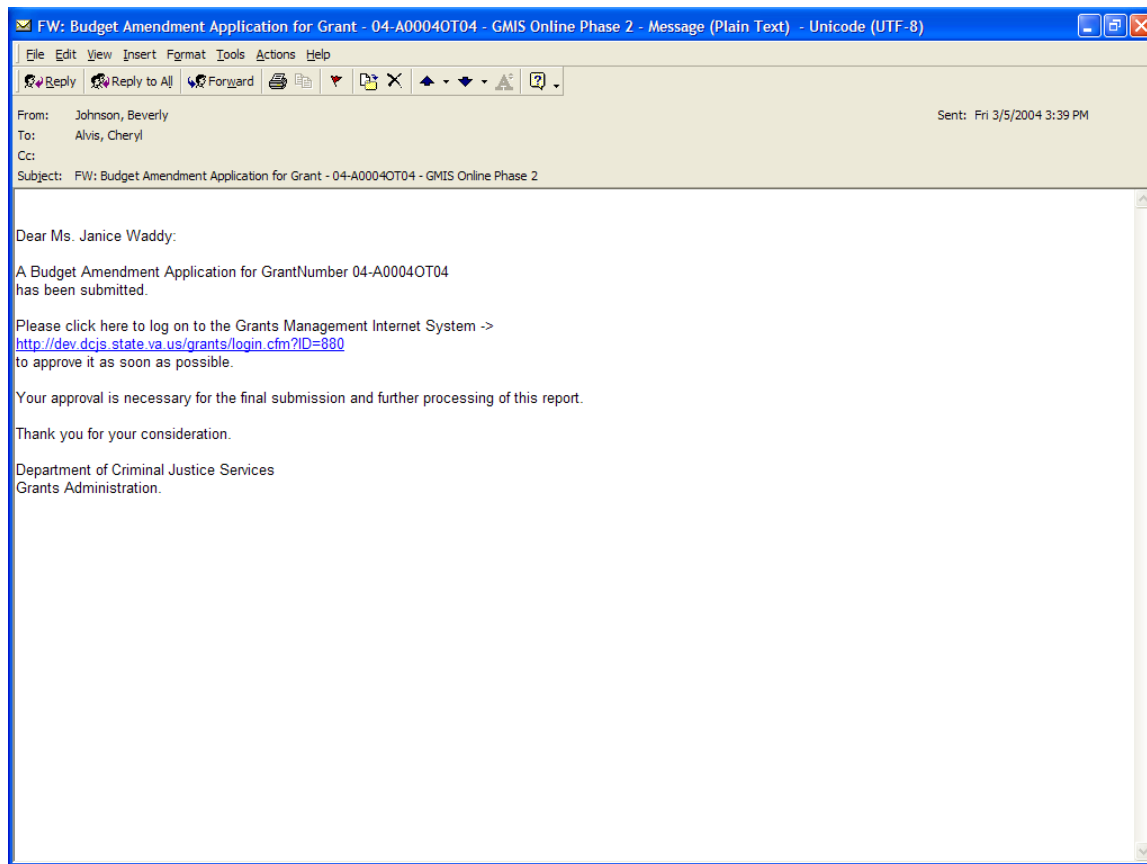 FW: Budget Amendment Application for Grant - 04-A0004OT04 - GMIS Online Phase 2 - Message (Plain Text) - Unicode (UTF-8)
File Edit View Insert Format Tools Actions Help
Reply Reply to All Forward
From: Johnson, Beverly Sent: Fri 3/5/2004 3:39 PM
To: Alvis, Cheryl
Cc:
Subject: FW: Budget Amendment Application for Grant - 04-A0004OT04 - GMIS Online Phase 2
Dear Ms. Janice Waddy:
A Budget Amendment Application for GrantNumber 04-A0004OT04
has been submitted.
Please click here to log on to the Grants Management Internet System ->
http://dev.dcjs.state.va.us/grants/login.cfm?ID=880
to approve it as soon as possible.
Your approval is necessary for the final submission and further processing of this report.
Thank you for your consideration.
Department of Criminal Justice Services
Grants Administration.